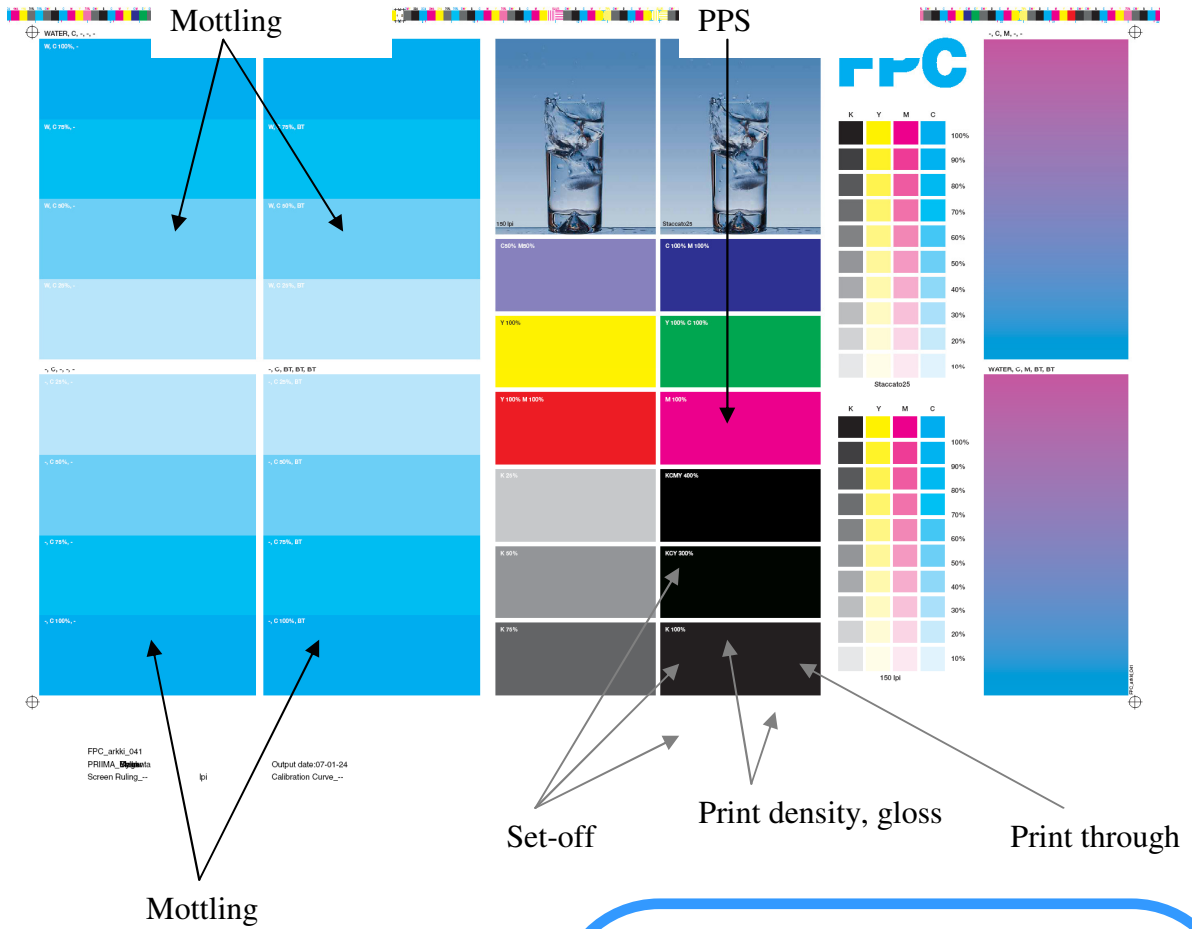 Mottling
PPS
WATER, C, -, -, -
-, C, M, -, -
W, C 100%, -
FPC
W, C 75%, -
W, C 75%, BT
W, C 50%, -
W, C 50%, BT
W, C 25%, -
W, C 25%, BT
150 lpi
Staccato25
C50% M50%
C 100% M 100%
Y 100%
Y 100% C 100%
Y 100% M 100%
M 100%
K 25%
KCMY 400%
K 50%
KCY 300%
K 75%
K 100%
K Y M C
100%
90%
80%
70%
60%
50%
40%
30%
20%
10%
Staccato25
K Y M C
100%
90%
80%
70%
60%
50%
40%
30%
20%
10%
150 lpi
-, C, -, -, -
-, C, BT, BT, BT
WATER, C, M, BT, BT
-, C 25%, -
-, C 25%, BT
-, C 50%, -
-, C 50%, BT
-, C 75%, -
-, C 75%, BT
-, C 100%, -
-, C 100%, BT
FPC_arkki_041
FPC_arkki_041
PRIIMA_
Output date:07-01-24
Screen Ruling_-- lpi
Calibration Curve_--
Set-off
Print density, gloss
Print through
Mottling